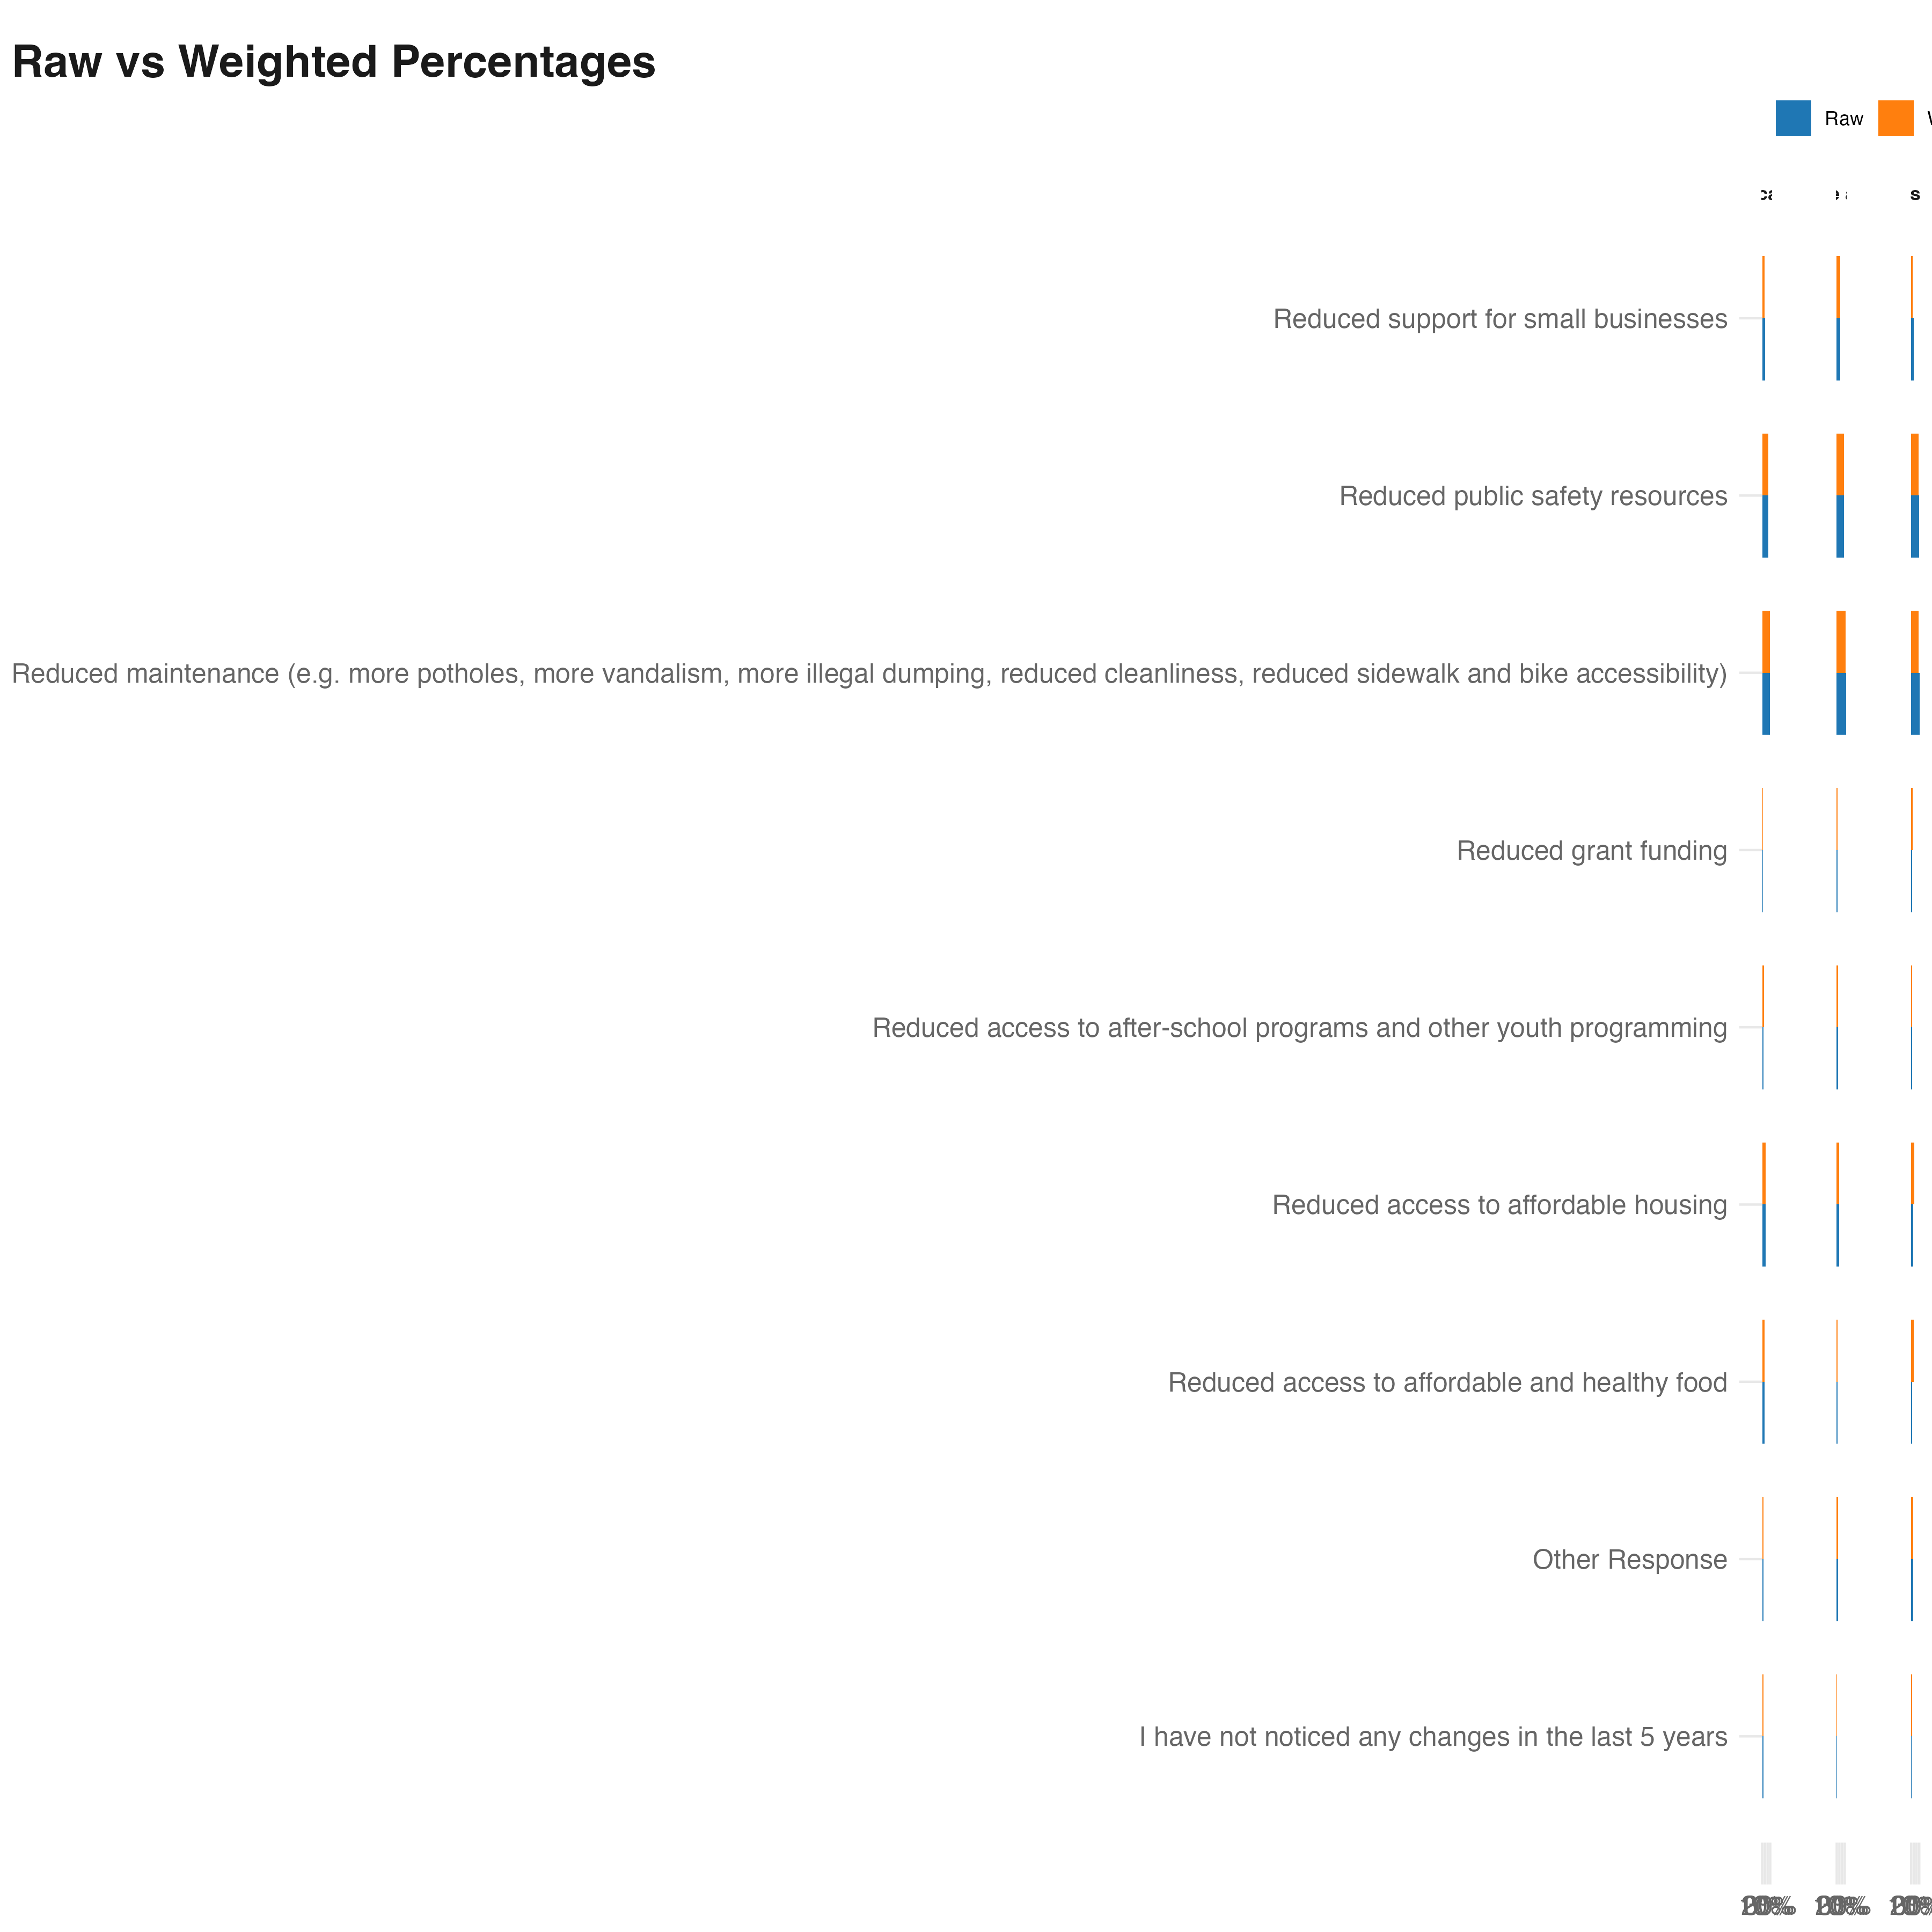 Raw vs Weighted Percentages
Raw
Reduced support for small businesses
Reduced public safety resources
Reduced maintenance (e.g. more potholes, more vandalism, more illegal dumping, reduced cleanliness, reduced sidewalk and bike accessibility)
Reduced grant funding
Reduced access to after-school programs and other youth programming
Reduced access to affordable housing
Reduced access to affordable and healthy food
Other Response
I have not noticed any changes in the last 5 years